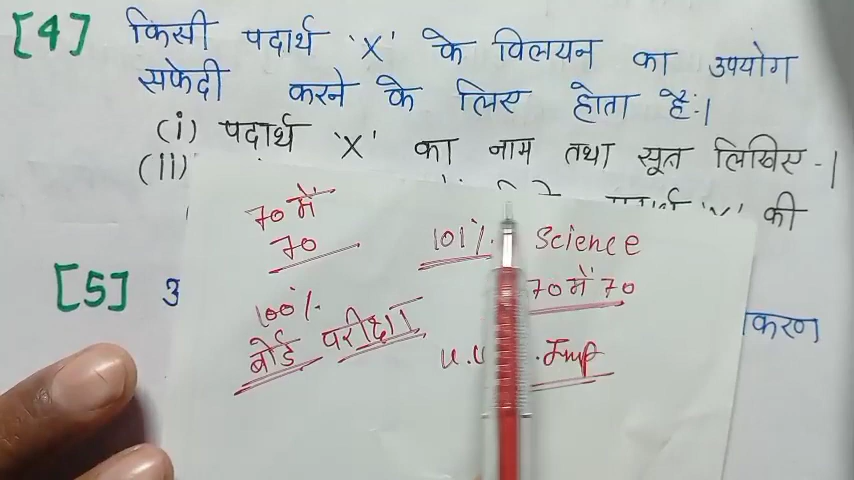 [4] किसी पदार्थ 'X' के विलयन का उपयोग
सफेदी करने के लिए होता है:।
(i) पदार्थ 'X' का नाम तथा सूत्र लिखिए-।
(ii)
की
[5]
करण
70 में
70
100%
बोर्ड परीक्षा
101% Science
70 में 70
Imp